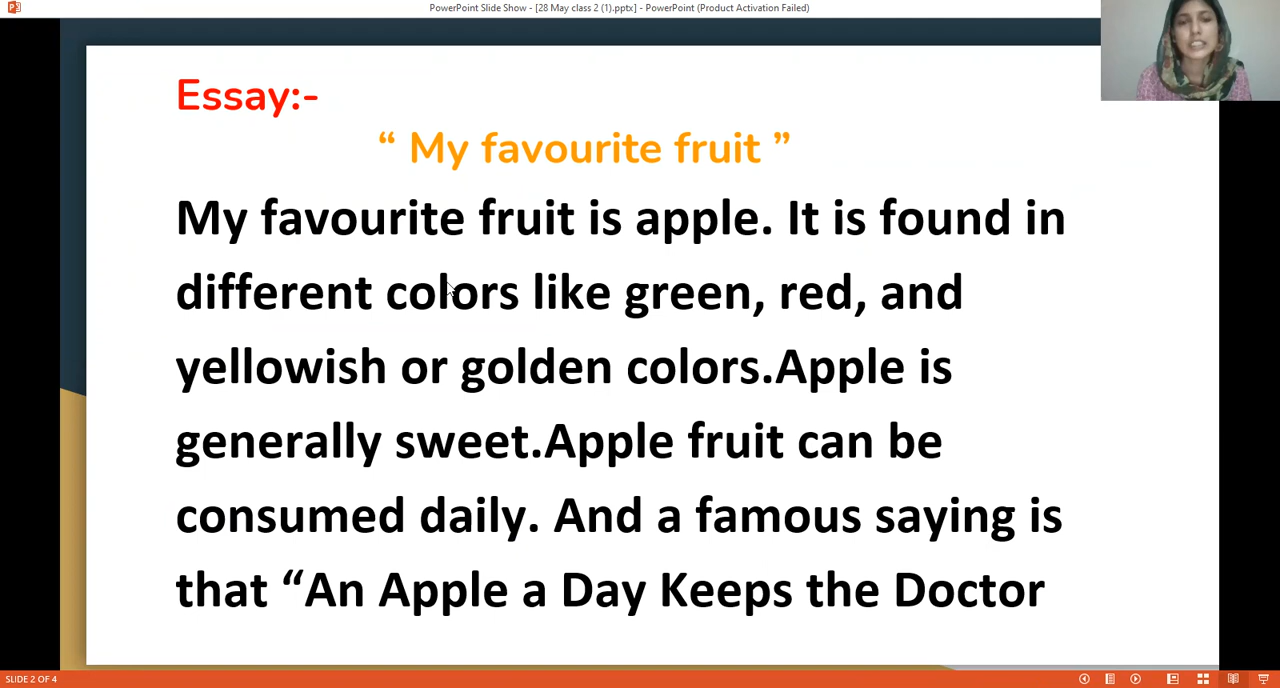 PowerPoint Slide Show - [28 May class 2 (1).pptx] - PowerPoint (Product Activation Failed)
Essay:-
“ My favourite fruit ”
My favourite fruit is apple. It is found in
different colors like green, red, and
yellowish or golden colors.Apple is
generally sweet.Apple fruit can be
consumed daily. And a famous saying is
that “An Apple a Day Keeps the Doctor
SLIDE 2 OF 4